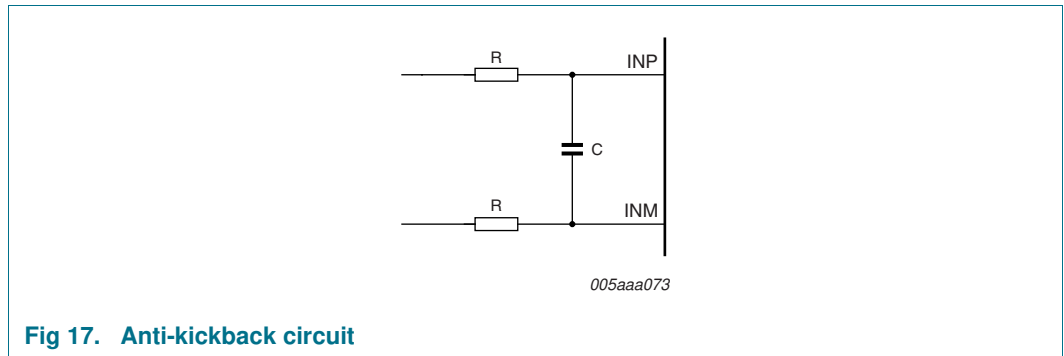 R
INP
C
R
INM
005aaa073
Fig 17. Anti-kickback circuit